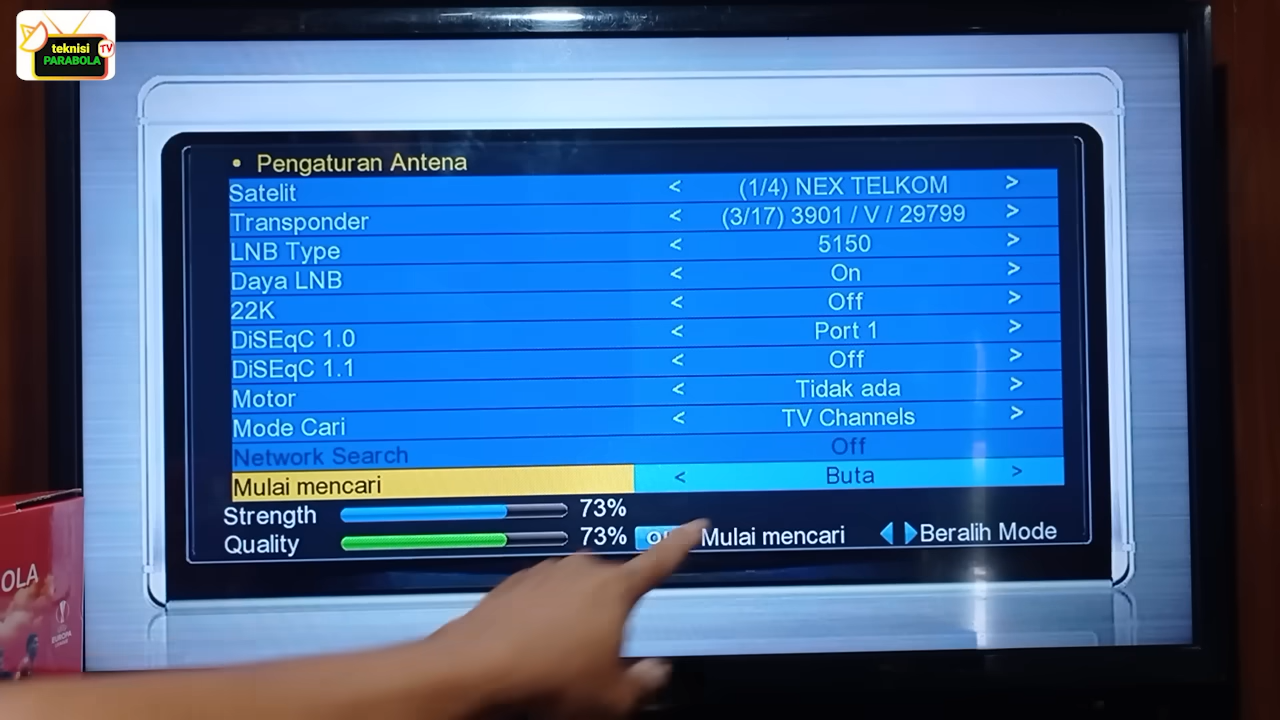 teknisi TV
PARABOLA
• Pengaturan Antena
Satelit < (1/4) NEX TELKOM >
Transponder < (3/17) 3901 / V / 29799 >
LNB Type < 5150 >
Daya LNB < On >
22K < Off >
DiSEqC 1.0 < Port 1 >
DiSEqC 1.1 < Off >
Motor < Tidak ada >
Mode Cari < TV Channels >
Network Search Off
Mulai mencari < Buta >
Strength 73%
Quality 73% Mulai mencari Beralih Mode
OLA
EUROPA